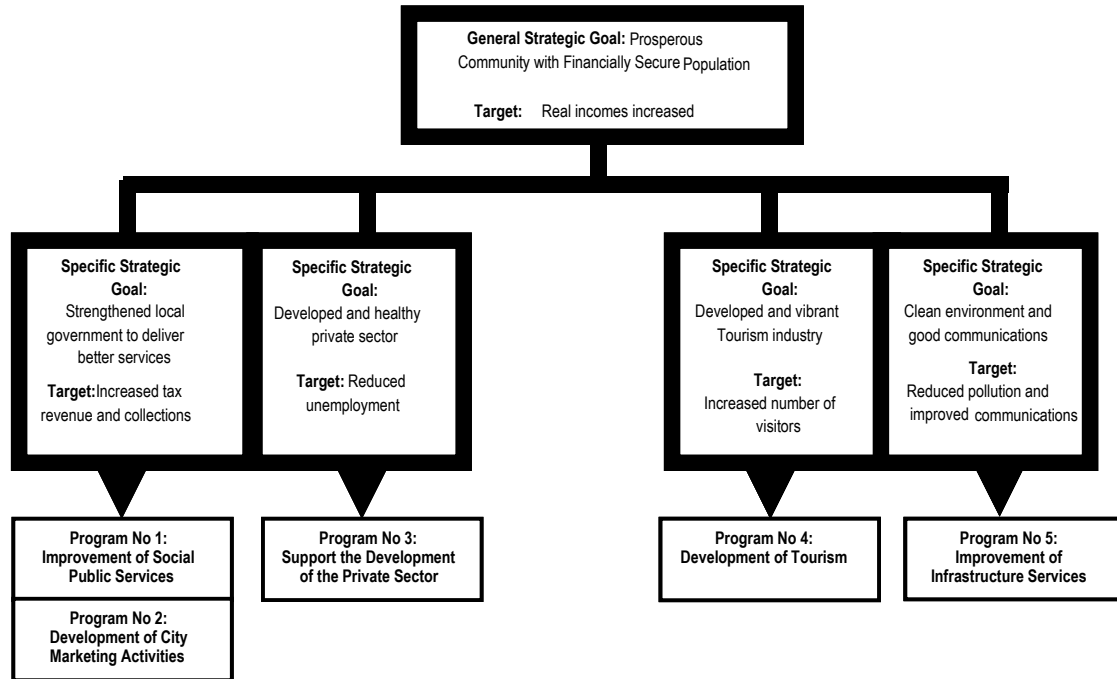 General Strategic Goal: Prosperous
Community with Financially Secure Population
Target: Real incomes increased
Specific Strategic
Goal:
Strengthened local
government to deliver
better services
Target:Increased tax
revenue and collections
Specific Strategic
Goal:
Developed and healthy
private sector
Target: Reduced
unemployment
Specific Strategic
Goal:
Developed and vibrant
Tourism industry
Target:
Increased number of
visitors
Specific Strategic
Goal:
Clean environment and
good communications
Target:
Reduced pollution and
improved communications
Program No 1:
Improvement of Social
Public Services
Program No 2:
Development of City
Marketing Activities
Program No 3:
Support the Development
of the Private Sector
Program No 4:
Development of Tourism
Program No 5:
Improvement of
Infrastructure Services